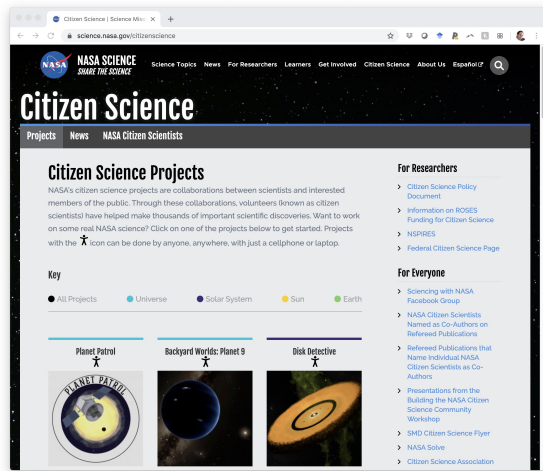 Citizen Science | Science Miss
science.nasa.gov/citizenscience
NASA
NASA SCIENCE
SHARE THE SCIENCE
Science Topics News For Researchers Learners Get Involved Citizen Science About Us Español
Citizen Science
Projects News NASA Citizen Scientists
Citizen Science Projects
NASA's citizen science projects are collaborations between scientists and interested
members of the public. Through these collaborations, volunteers (known as citizen
scientists) have helped make thousands of important scientific discoveries. Want to work
on some real NASA science? Click on one of the projects below to get started. Projects
with the icon can be done by anyone, anywhere, with just a cellphone or laptop.
Key
All Projects Universe Solar System Sun Earth
Planet Patrol
PLANET PATROL
Backyard Worlds: Planet 9
Disk Detective
For Researchers
Citizen Science Policy
Document
Information on ROSES
Funding for Citizen Science
NSPIRES
Federal Citizen Science Page
For Everyone
Sciencing with NASA
Facebook Group
NASA Citizen Scientists
Named as Co-Authors on
Refereed Publications
Refereed Publications that
Name Individual NASA
Citizen Scientists as Co-
Authors
Presentations from the
Building the NASA Citizen
Science Community
Workshop
SMD Citizen Science Flyer
NASA Solve
Citizen Science Association